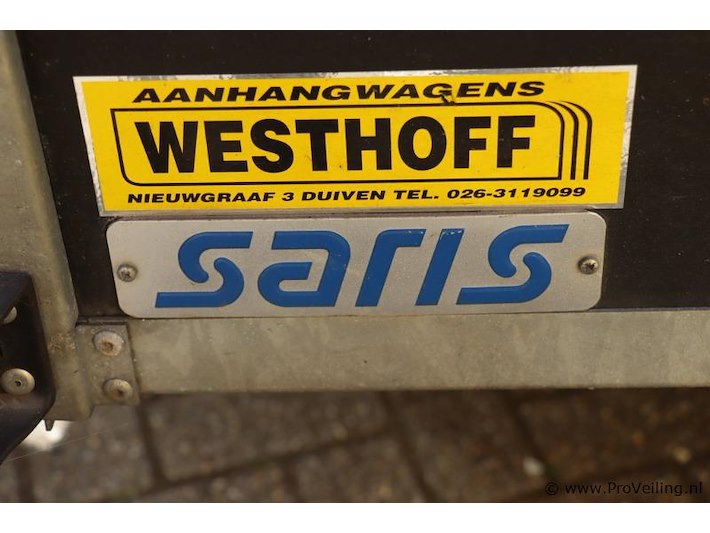 AANHANGWAGENS
WESTHOFF
NIEUWGRAAF 3 DUIVEN TEL. 026-3119099
saris
© www.ProVeiling.nl